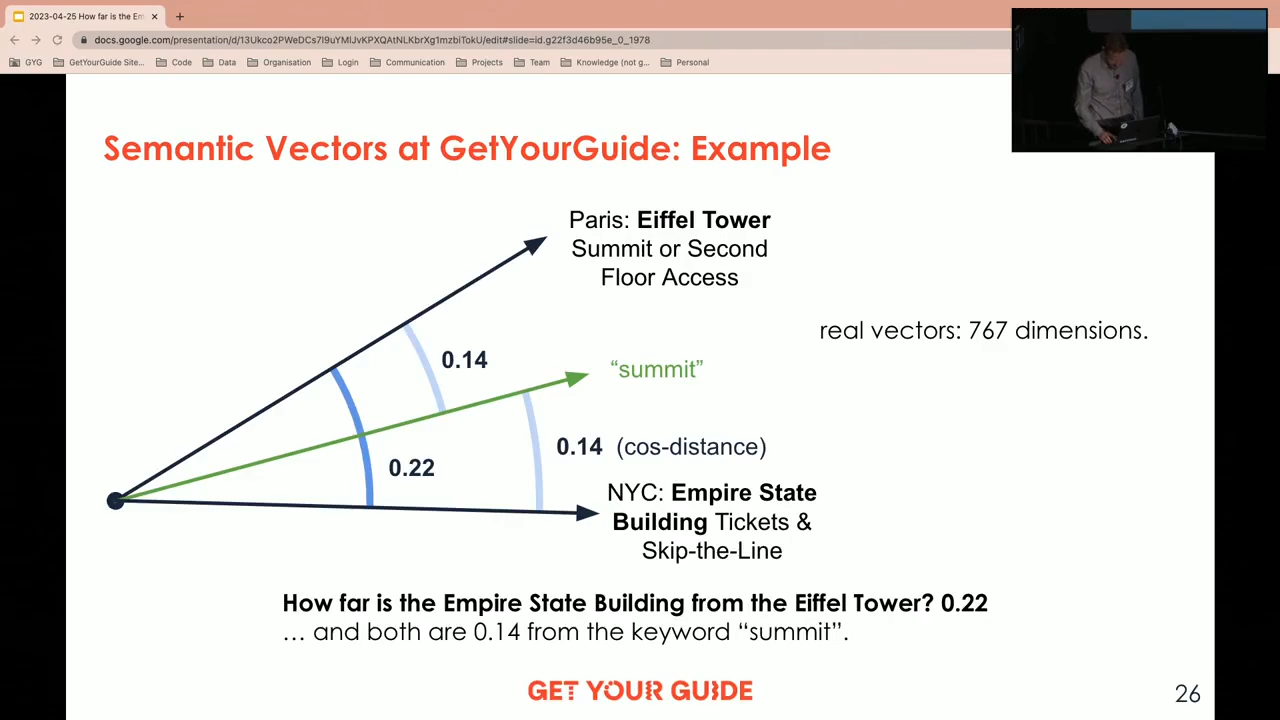 2023-04-25 How far is the Em
docs.google.com/presentation/d/13Ukco2PWeDCs7l9uYMlJvKPXQAtNLKbrXg1mzblTokU/edit#slide=id.g22f3d46b95e_0_1978
GYG GetYourGuide Site... Code Data Organisation Login Communication Projects Team Knowledge (not g... Personal
Semantic Vectors at GetYourGuide: Example
Paris: Eiffel Tower
Summit or Second
Floor Access
real vectors: 767 dimensions.
0.14
“summit”
0.14 (cos-distance)
0.22
NYC: Empire State
Building Tickets &
Skip-the-Line
How far is the Empire State Building from the Eiffel Tower? 0.22
… and both are 0.14 from the keyword “summit”.
GET YOUR GUIDE
26